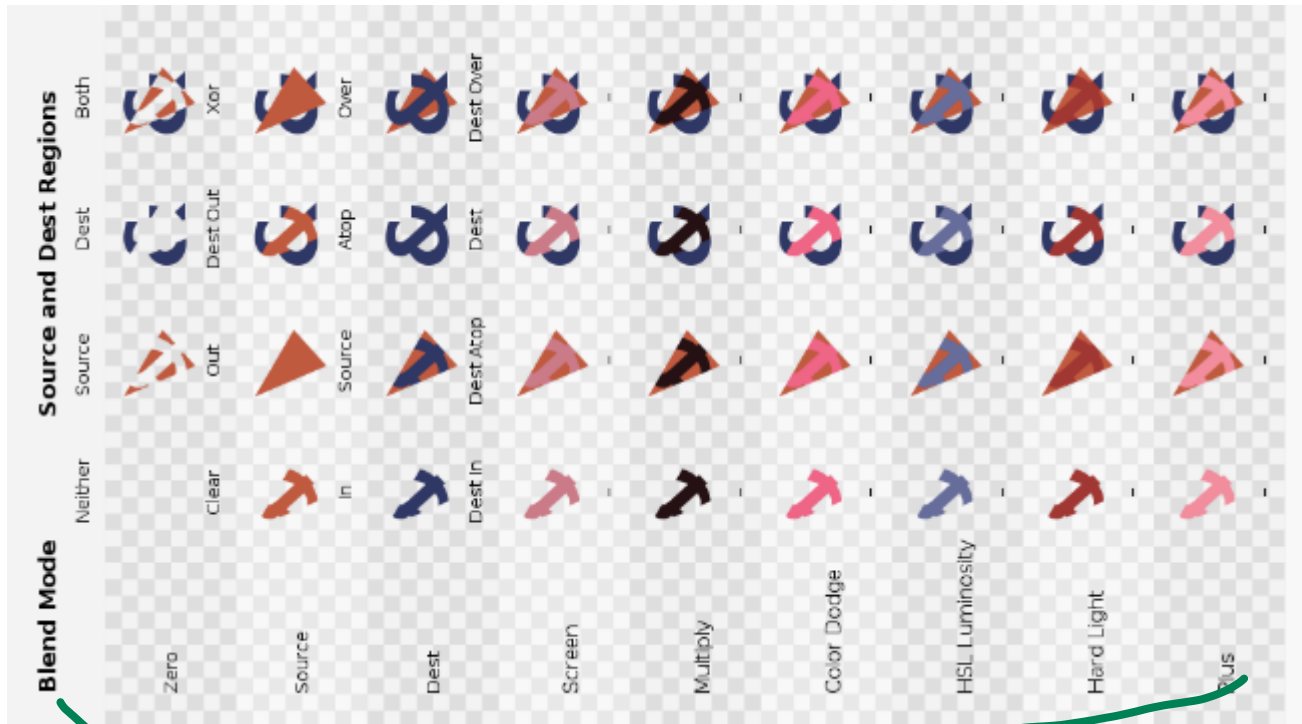 Blend Mode Source and Dest Regions
Neither Source Dest Both
Zero
Clear Out Dest Out Xor
Source
In Source Atop Over
Dest
Dest In Dest Atop Dest Dest Over
Screen
- - - -
Multiply
- - - -
Color Dodge
- - - -
HSL Luminosity
- - - -
Hard Light
- - - -
Plus
- - - -